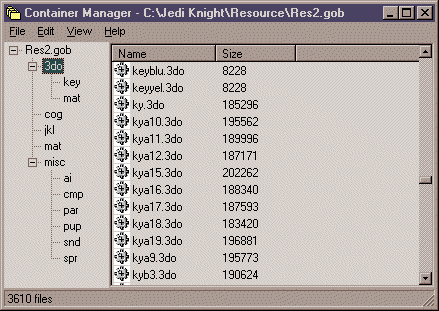 Container Manager - C:\Jedi Knight\Resource\Res2.gob
File Edit View Help
Res2.gob
3do
key
mat
cog
jkl
mat
misc
ai
cmp
par
pup
snd
spr
Name Size
keyblu.3do 8228
keyyel.3do 8228
ky.3do 185296
kya10.3do 195562
kya11.3do 189996
kya12.3do 187171
kya15.3do 202262
kya16.3do 188340
kya17.3do 187593
kya18.3do 183420
kya19.3do 196881
kya9.3do 195773
kyb3.3do 190624
3610 files